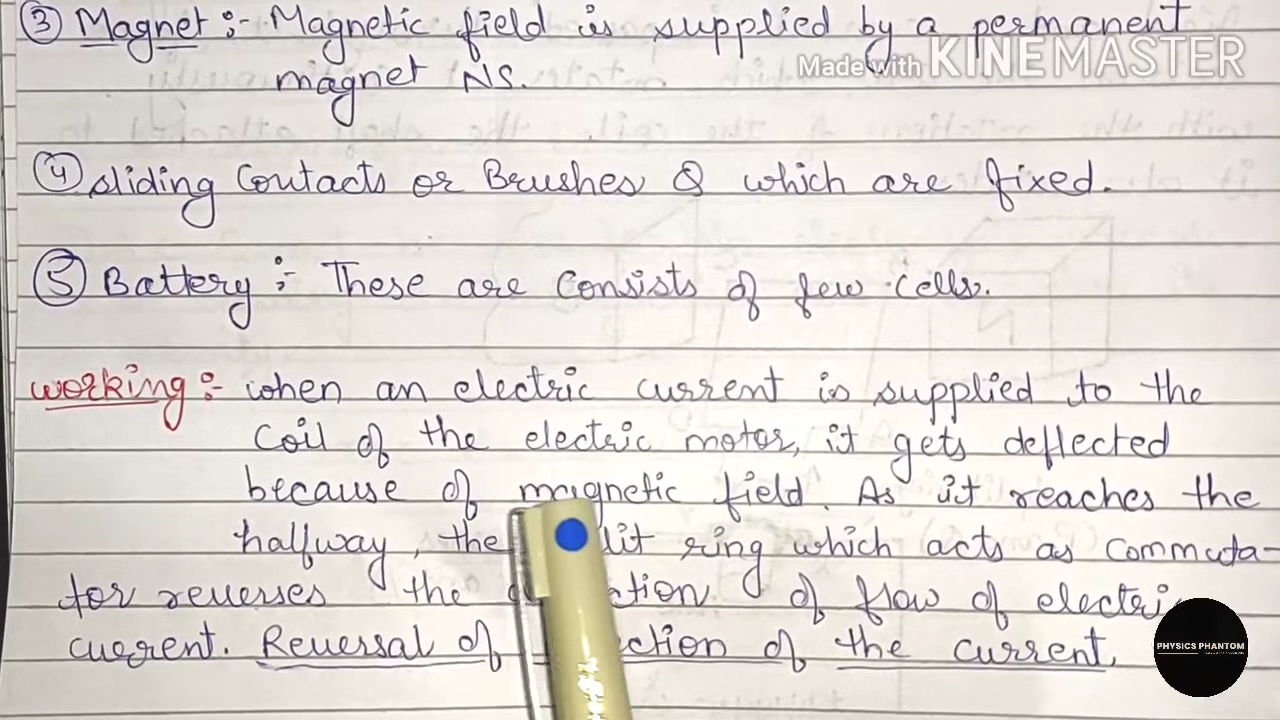 ③ Magnet :- Magnetic field is supplied by a permanent
Made with KINEMASTER
magnet NS.
④ Sliding Contacts or Brushes Q which are fixed.
⑤ Battery :- These are consists of few cells.
working :- when an electric current is supplied to the
coil of the electric motor, it gets deflected
because of magnetic field. As it reaches the
halfway, the lit ring which acts as commuta-
tor reverses the ction of flow of electri
current. Reversal of ction of the current,
PHYSICS PHANTOM